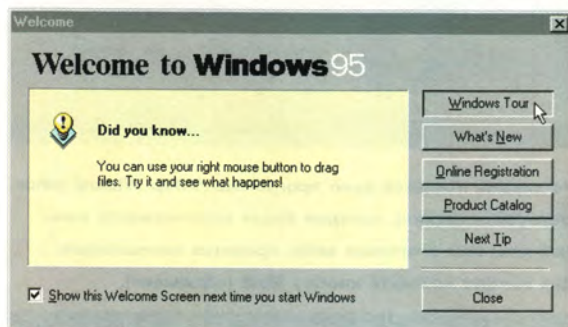 Welcome
Welcome to Windows 95
Did you know...
You can use your right mouse button to drag
files. Try it and see what happens!
Windows Tour
What's New
Online Registration
Product Catalog
Next Tip
Show this Welcome Screen next time you start Windows
Close